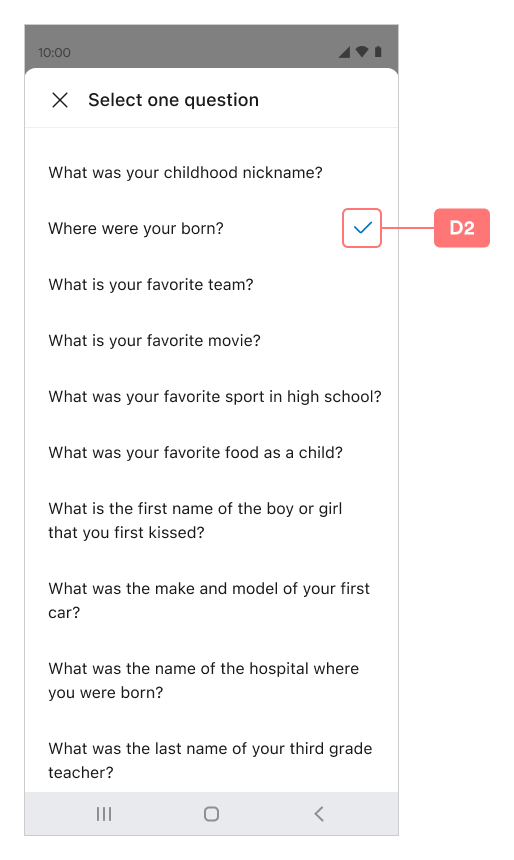 10:00
Select one question
What was your childhood nickname?
Where were your born?
D2
What is your favorite team?
What is your favorite movie?
What was your favorite sport in high school?
What was your favorite food as a child?
What is the first name of the boy or girl
that you first kissed?
What was the make and model of your first
car?
What was the name of the hospital where
you were born?
What was the last name of your third grade
teacher?